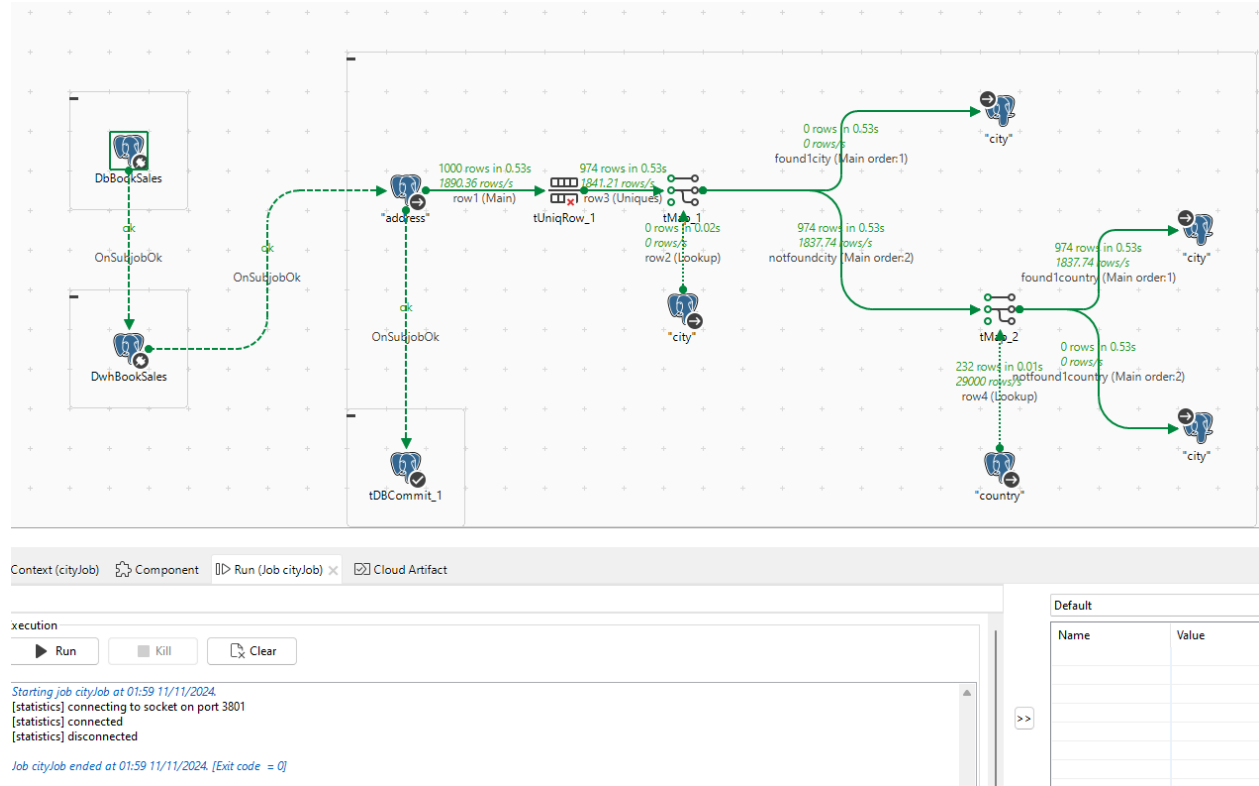 DbBookSales
ok
OnSubjobOk
DwhBookSales
ok
OnSubjobOk
"address"
1000 rows in 0.53s
1890.36 rows/s
row1 (Main)
tUniqRow_1
974 rows in 0.53s
1841.21 rows/s
row3 (Uniques)
tMap_1
0 rows in 0.02s
0 rows/s
row2 (Lookup)
"city"
ok
OnSubjobOk
tDBCommit_1
0 rows in 0.53s
0 rows/s
found1city (Main order:1)
"city"
974 rows in 0.53s
1837.74 rows/s
notfoundcity (Main order:2)
tMap_2
974 rows in 0.53s
1837.74 rows/s
found1country (Main order:1)
"city"
0 rows in 0.53s
0 rows/s
notfound1country (Main order:2)
"city"
232 rows in 0.01s
29000 rows/s
row4 (Lookup)
"country"
Context (cityJob)
Component
Run (Job cityJob)
Cloud Artifact
xecution
Run
Kill
Clear
Starting job cityJob at 01:59 11/11/2024.
[statistics] connecting to socket on port 3801
[statistics] connected
[statistics] disconnected
Job cityJob ended at 01:59 11/11/2024. [Exit code  = 0]
>>
Default
Name Value